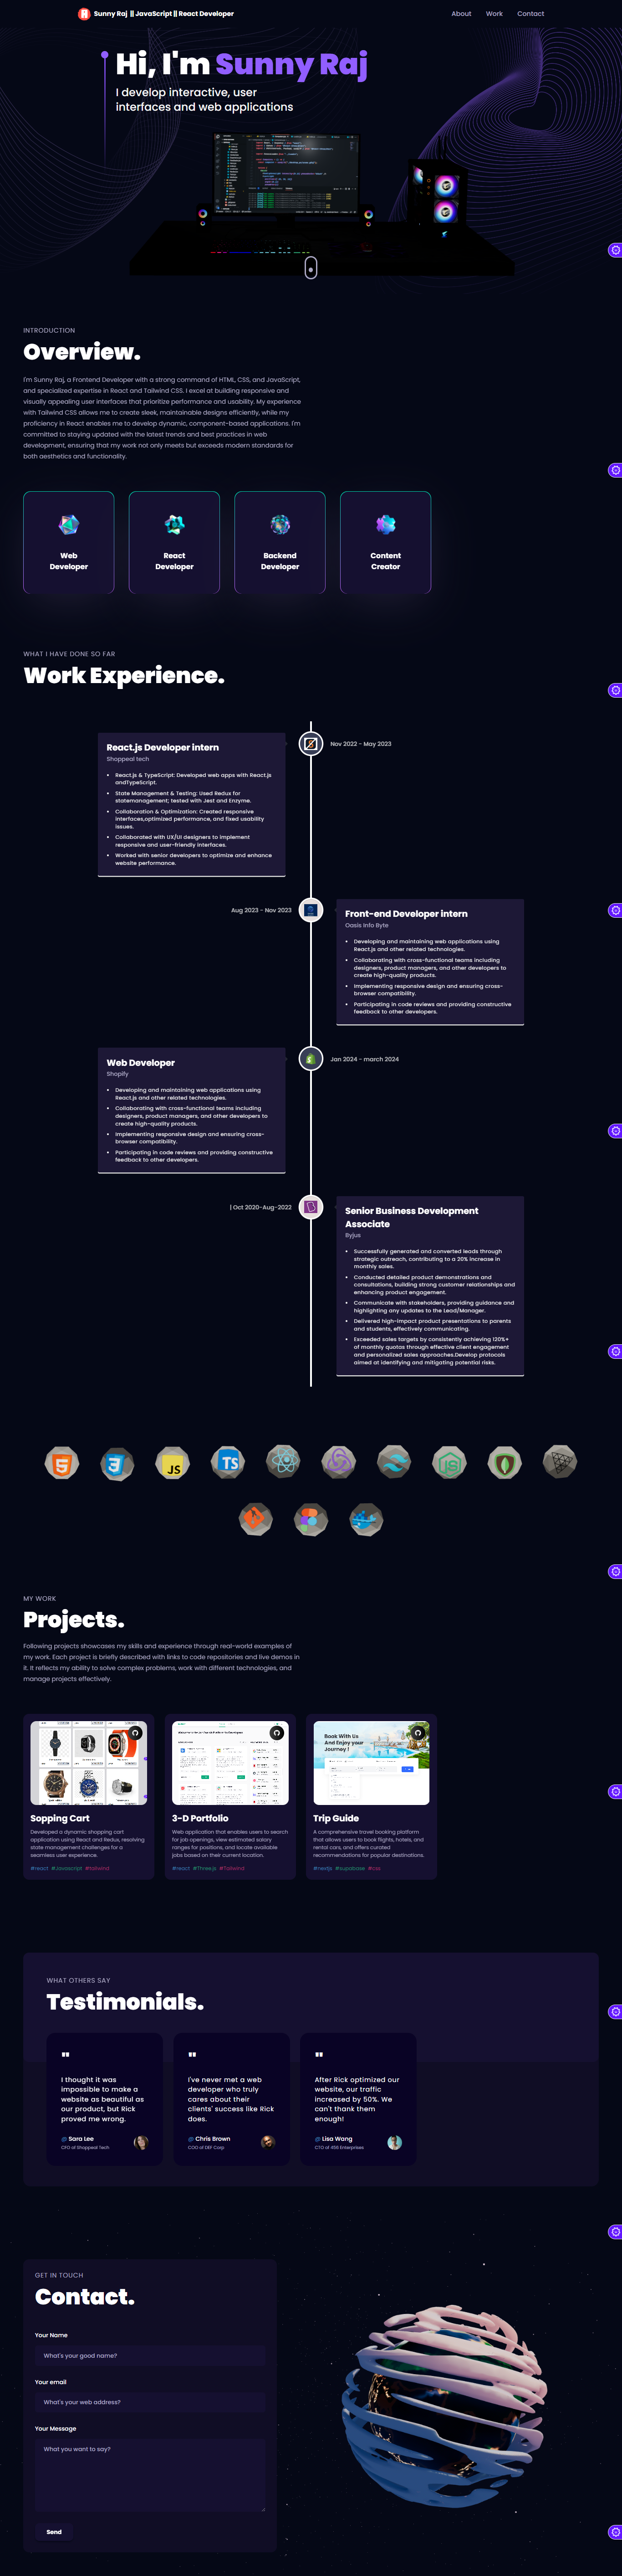 Sunny Raj || JavaScript || React Developer
About Work Contact
Hi, I'm Sunny Raj
I develop interactive, user
interfaces and web applications
INTRODUCTION
Overview.
I'm Sunny Raj, a Frontend Developer with a strong command of HTML, CSS, and JavaScript,
and specialized expertise in React and Tailwind CSS. I excel at building responsive and
visually appealing user interfaces that prioritize performance and usability. My experience
with Tailwind CSS allows me to create sleek, maintainable designs efficiently, while my
proficiency in React enables me to develop dynamic, component-based applications. I'm
committed to staying updated with the latest trends and best practices in web
development, ensuring that my work not only meets but exceeds modern standards for
both aesthetics and functionality.
Web
Developer
React
Developer
Backend
Developer
Content
Creator
WHAT I HAVE DONE SO FAR
Work Experience.
React.js Developer intern
Shoppeal tech
• React.js & TypeScript: Developed web apps with React.js
andTypeScript.
• State Management & Testing: Used Redux for
statemanagement; tested with Jest and Enzyme.
• Collaboration & Optimization: Created responsive
interfaces,optimized performance, and fixed usability
issues.
• Collaborated with UX/UI designers to implement
responsive and user-friendly interfaces.
• Worked with senior developers to optimize and enhance
website performance.
Nov 2022 - May 2023
Aug 2023 - Nov 2023
Front-end Developer intern
Oasis Info Byte
• Developing and maintaining web applications using
React.js and other related technologies.
• Collaborating with cross-functional teams including
designers, product managers, and other developers to
create high-quality products.
• Implementing responsive design and ensuring cross-
browser compatibility.
• Participating in code reviews and providing constructive
feedback to other developers.
Web Developer
Shopify
• Developing and maintaining web applications using
React.js and other related technologies.
• Collaborating with cross-functional teams including
designers, product managers, and other developers to
create high-quality products.
• Implementing responsive design and ensuring cross-
browser compatibility.
• Participating in code reviews and providing constructive
feedback to other developers.
Jan 2024 - march 2024
| Oct 2020-Aug-2022
Senior Business Development
Associate
Byjus
• Successfully generated and converted leads through
strategic outreach, contributing to a 20% increase in
monthly sales.
• Conducted detailed product demonstrations and
consultations, building strong customer relationships and
enhancing product engagement.
• Communicate with stakeholders, providing guidance and
highlighting any updates to the Lead/Manager.
• Delivered high-impact product presentations to parents
and students, effectively communicating.
• Exceeded sales targets by consistently achieving 120%+
of monthly quotas through effective client engagement
and personalized sales approaches.Develop protocols
aimed at identifying and mitigating potential risks.
JS
TS
MY WORK
Projects.
Following projects showcases my skills and experience through real-world examples of
my work. Each project is briefly described with links to code repositories and live demos in
it. It reflects my ability to solve complex problems, work with different technologies, and
manage projects effectively.
Sopping Cart
Developed a dynamic shopping cart
application using React and Redux, resolving
state management challenges for a
seamless user experience.
#react #Javascript #tailwind
3-D Portfolio
Web application that enables users to search
for job openings, view estimated salary
ranges for positions, and locate available
jobs based on their current location.
#react #Three.js #Tailwind
Book With Us
And Enjoy your
Journey !
Trip Guide
A comprehensive travel booking platform
that allows users to book flights, hotels, and
rental cars, and offers curated
recommendations for popular destinations.
#nextjs #supabase #css
WHAT OTHERS SAY
Testimonials.
"
I thought it was
impossible to make a
website as beautiful as
our product, but Rick
proved me wrong.
@ Sara Lee
CFO of Shoppeal Tech
"
I've never met a web
developer who truly
cares about their
clients' success like Rick
does.
@ Chris Brown
COO of DEF Corp
"
After Rick optimized our
website, our traffic
increased by 50%. We
can't thank them
enough!
@ Lisa Wang
CTO of 456 Enterprises
GET IN TOUCH
Contact.
Your Name
What's your good name?
Your email
What's your web address?
Your Message
What you want to say?
Send